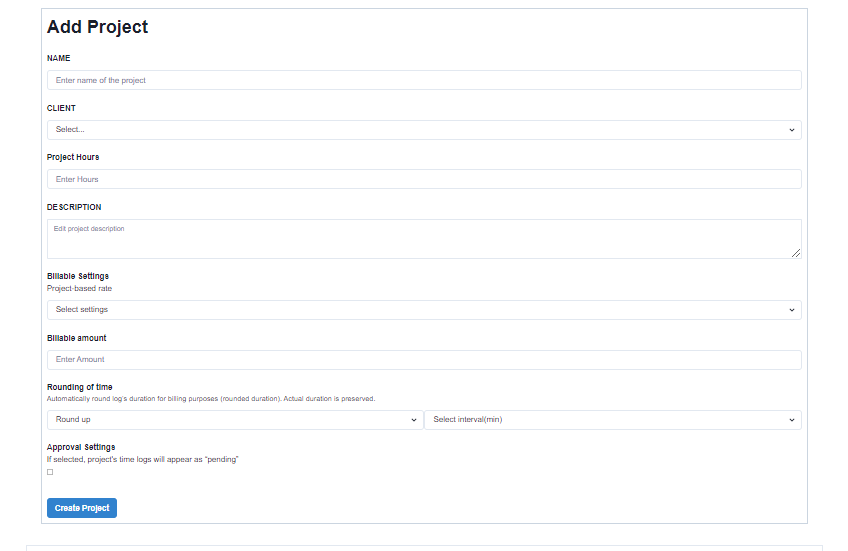 Add Project
NAME
Enter name of the project
CLIENT
Select...
Project Hours
Enter Hours
DESCRIPTION
Edit project description
Billable Settings
Project-based rate
Select settings
Billable amount
Enter Amount
Rounding of time
Automatically round log's duration for billing purposes (rounded duration). Actual duration is preserved.
Round up Select interval(min)
Approval Settings
If selected, project's time logs will appear as "pending"
Create Project